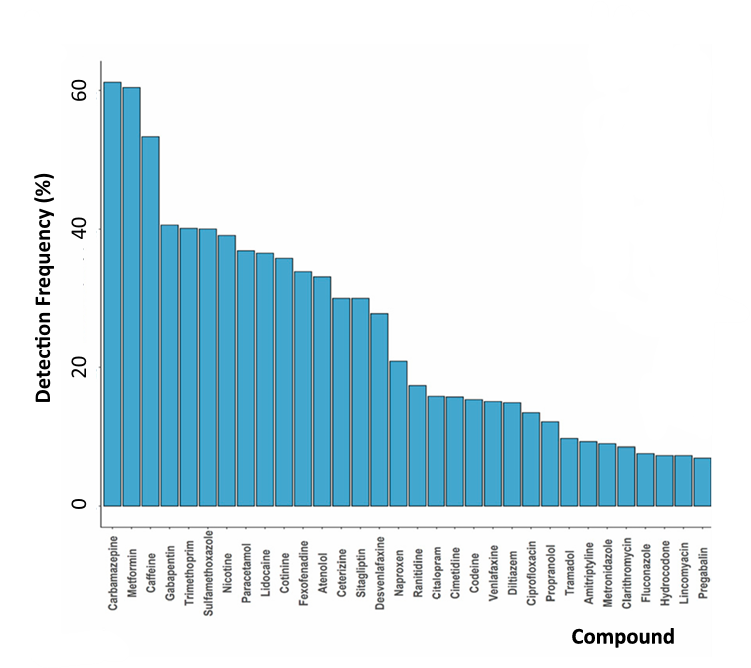 Detection Frequency (%)
60
40
20
0
Carbamazepine
Metformin
Caffeine
Gabapentin
Trimethoprim
Sulfamethoxazole
Nicotine
Paracetamol
Lidocaine
Cotinine
Fexofenadine
Atenolol
Ceterizine
Sitagliptin
Desvenlafaxine
Naproxen
Ranitidine
Citalopram
Cimetidine
Codeine
Venlafaxine
Diltiazem
Ciprofloxacin
Propranolol
Tramadol
Amitriptyline
Metronidazole
Clarithromycin
Fluconazole
Hydrocodone
Lincomyacin
Pregabalin
Compound